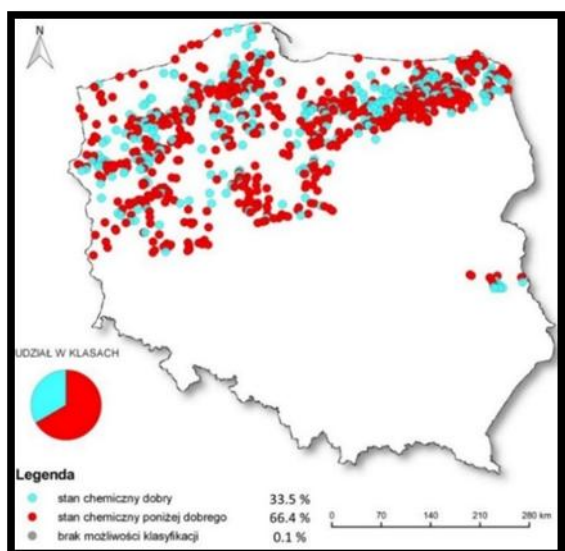 N
UDZIAŁ W KLASACH
Legenda
stan chemiczny dobry 33.5 %
stan chemiczny poniżej dobrego 66.4 %
brak możliwości klasyfikacji 0.1 %
0 70 140 210 280 km